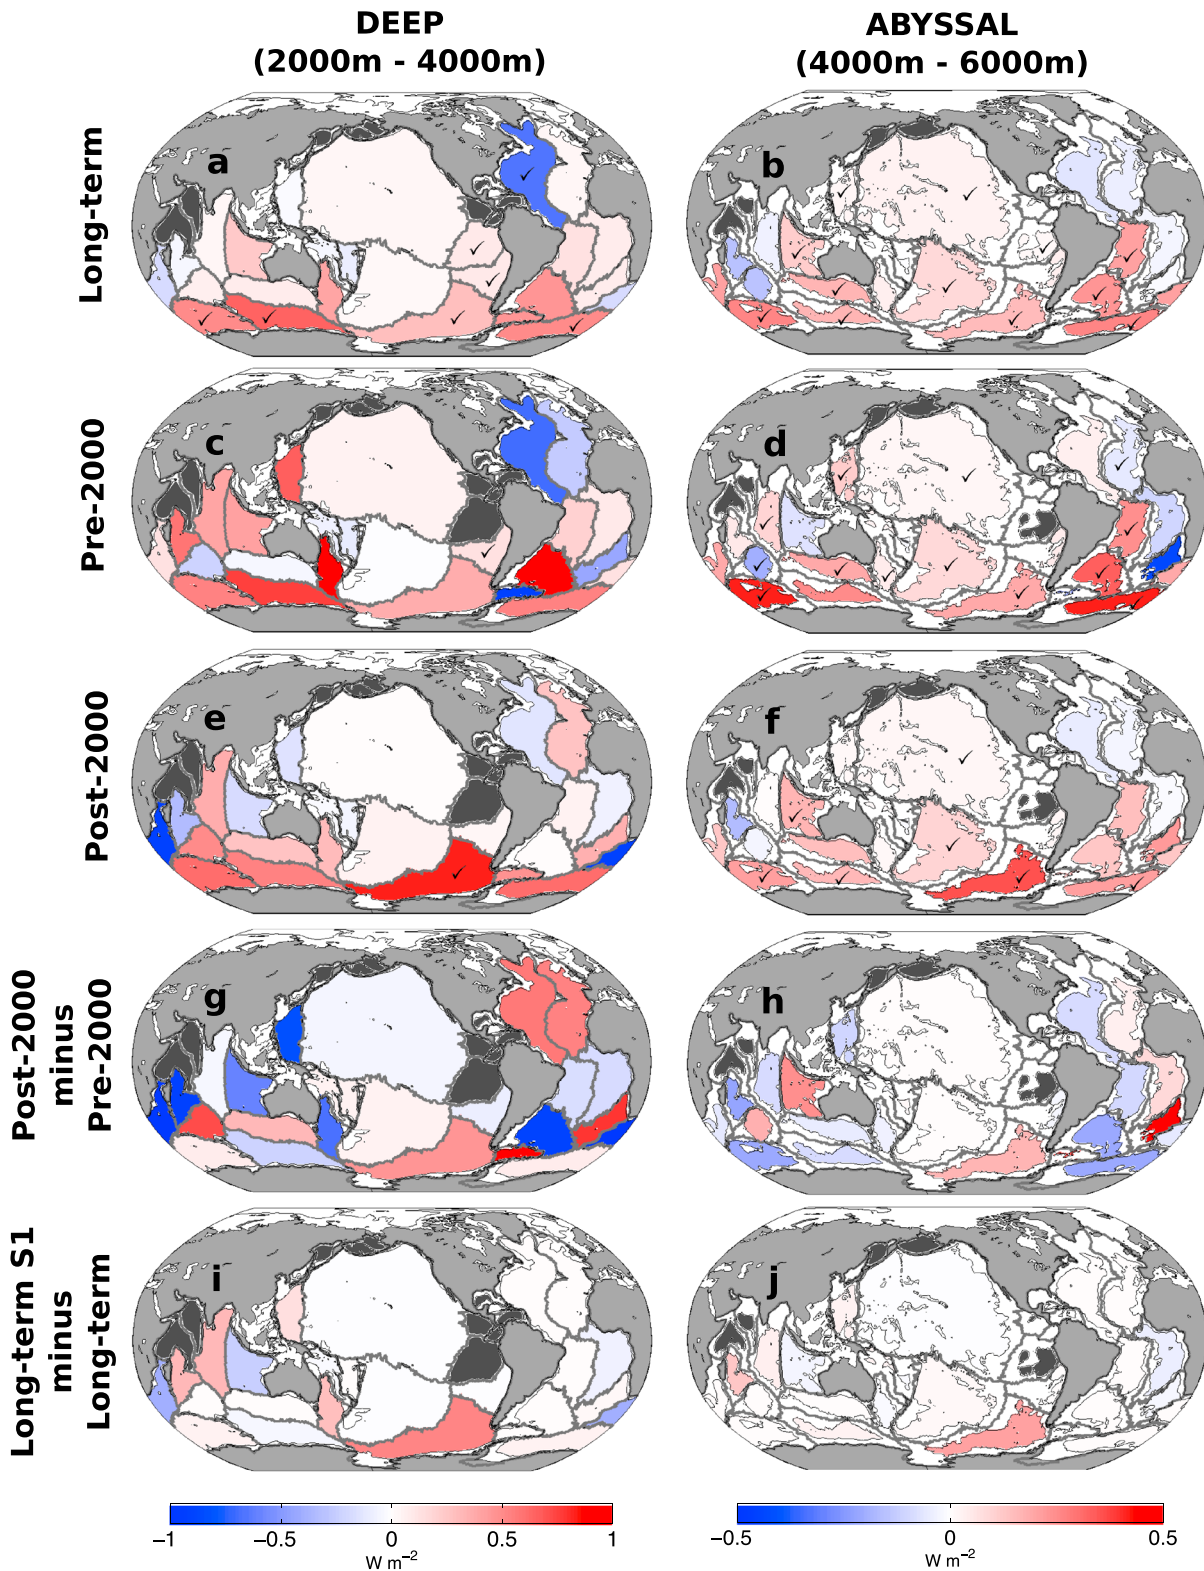 DEEP
(2000m - 4000m)
ABYSSAL
(4000m - 6000m)
Long-term
a
b
Pre-2000
c
d
Post-2000
e
f
Post-2000
minus
Pre-2000
g
h
Long-term S1
minus
Long-term
i
j
−1
−0.5
0
0.5
1
W m⁻²
−0.5
0
0.5
W m⁻²